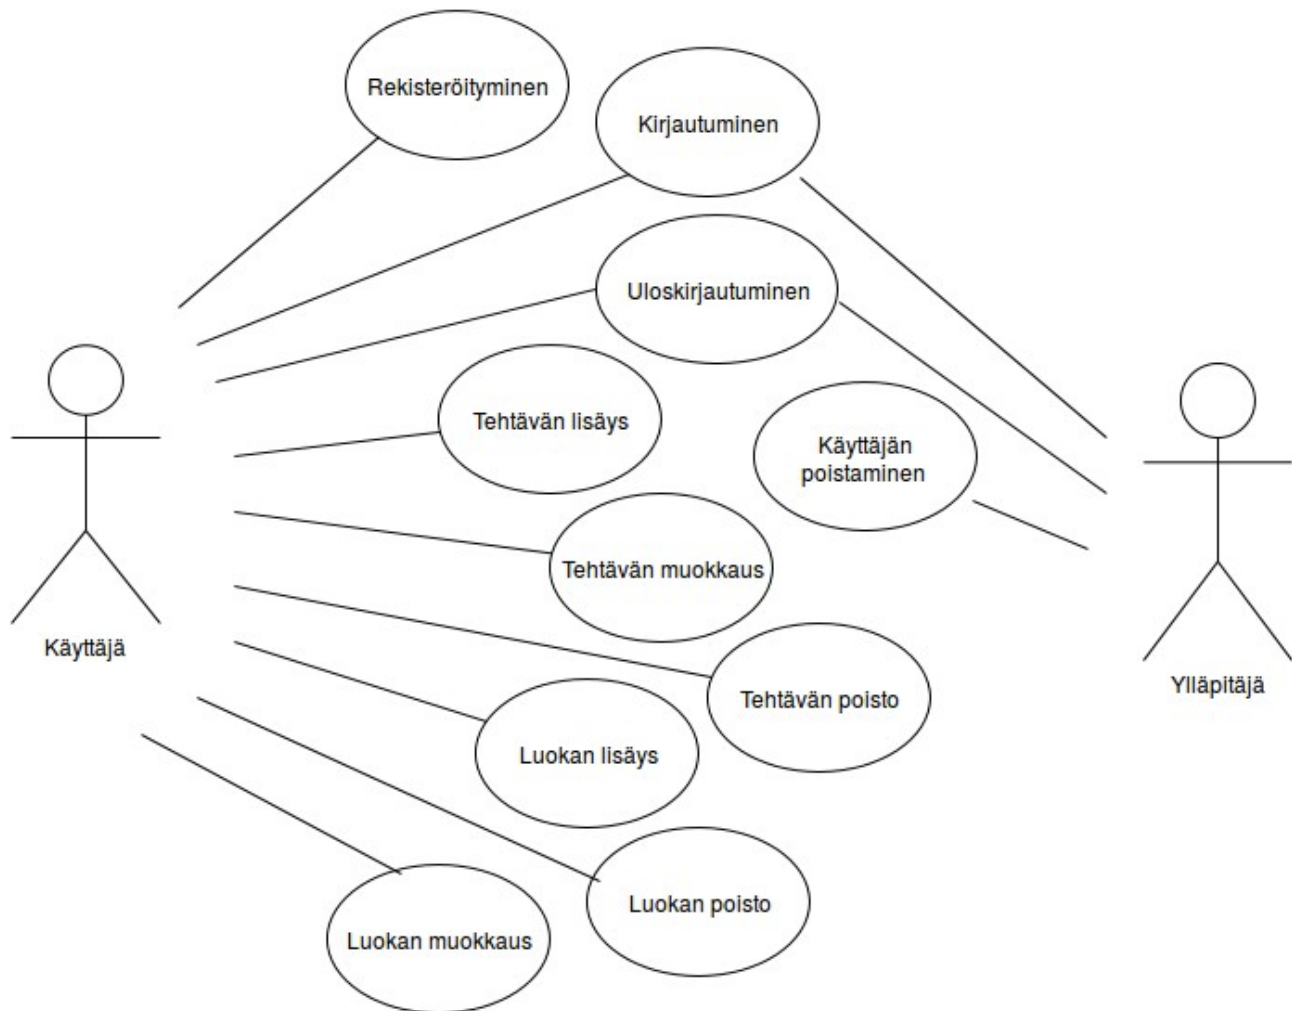 Rekisteröityminen
Kirjautuminen
Uloskirjautuminen
Tehtävän lisäys
Käyttäjän
poistaminen
Tehtävän muokkaus
Käyttäjä
Ylläpitäjä
Tehtävän poisto
Luokan lisäys
Luokan poisto
Luokan muokkaus